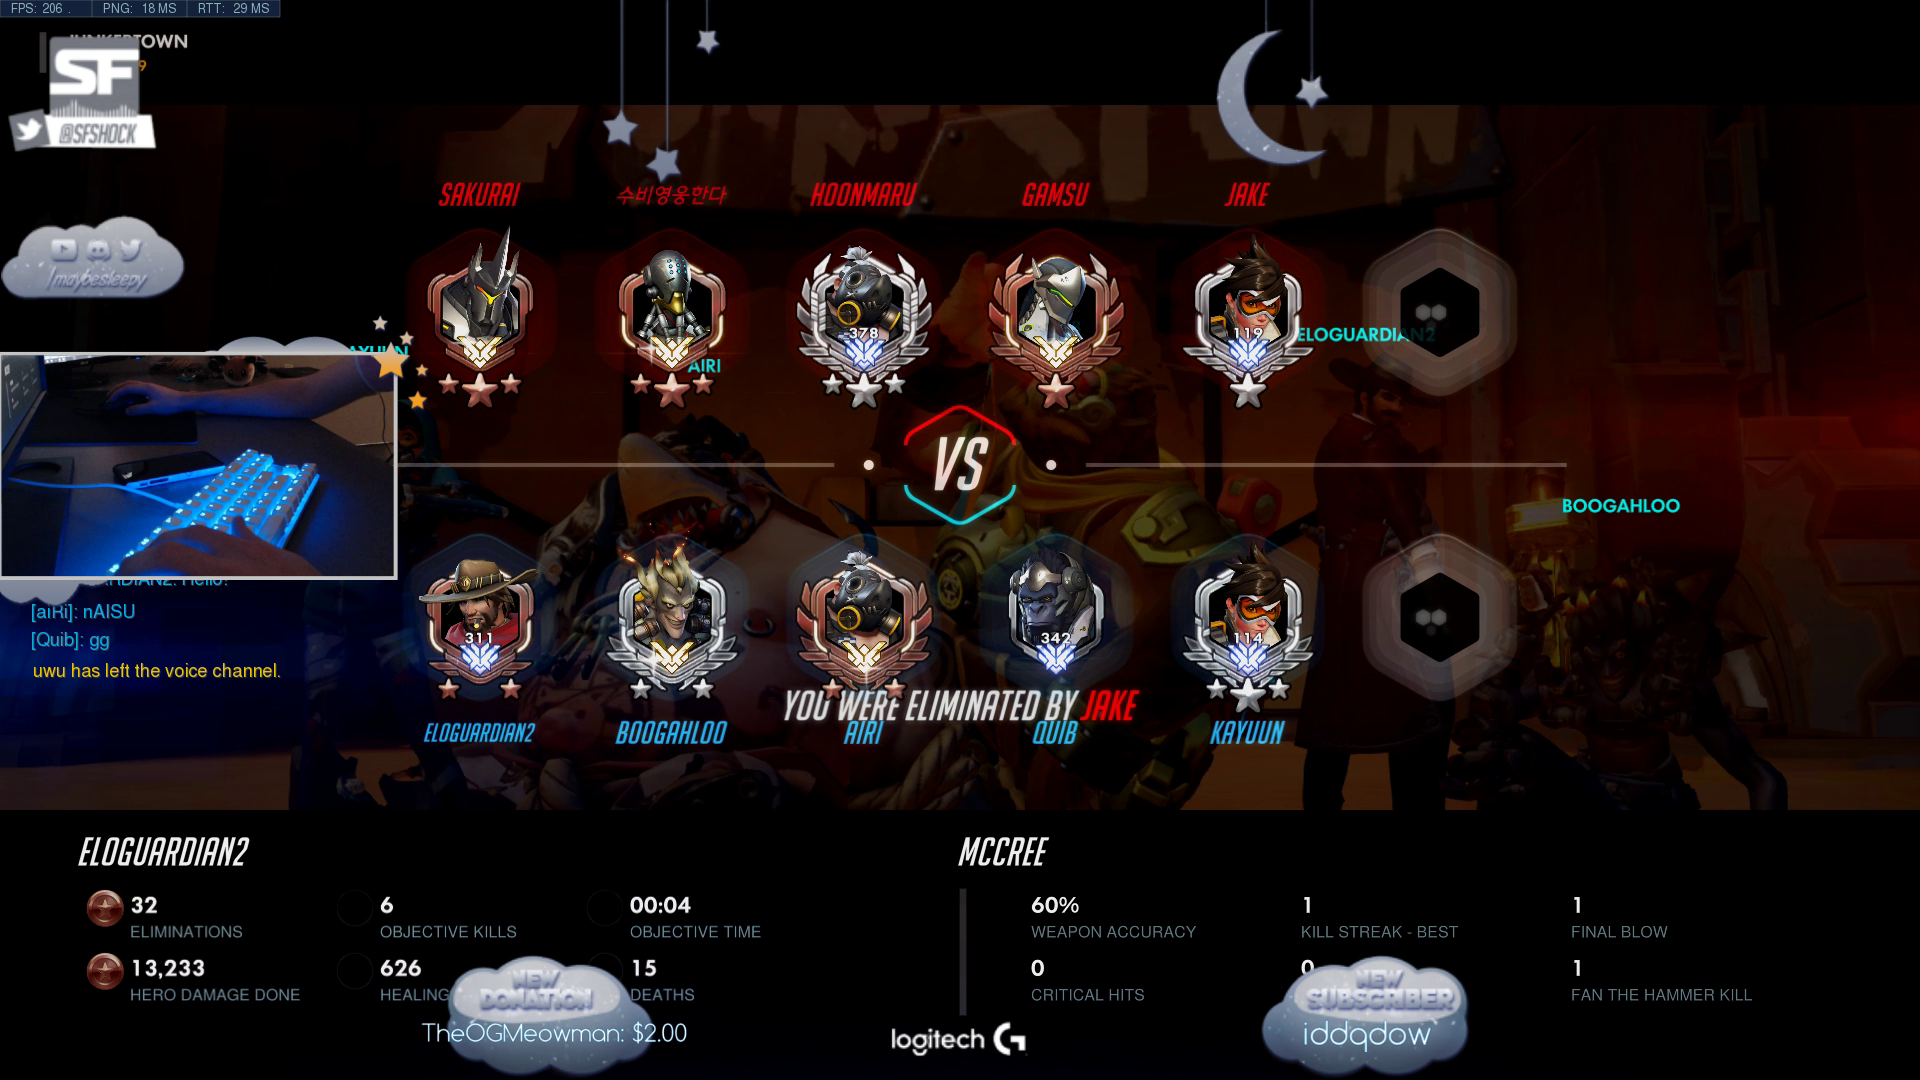 FPS: 206 . PNG: 18 MS RTT: 29 MS
JUNKERTOWN
SF
@SFSHOCK
/maybesleepy
SAKURAI 수비영웅한다 HOONMARU GAMSU JAKE
-378 119
ELOGUARDIAN2
AIRI
VS
BOOGAHLOO
[aiRi]: nAISU
[Quib]: gg
uwu has left the voice channel.
311 342 114
YOU WERE ELIMINATED BY JAKE
ELOGUARDIAN2 BOOGAHLOO AIRI QUIB KAYUUN
ELOGUARDIAN2
32
ELIMINATIONS
6
OBJECTIVE KILLS
00:04
OBJECTIVE TIME
13,233
HERO DAMAGE DONE
626
HEALING
15
DEATHS
MCCREE
60%
WEAPON ACCURACY
1
KILL STREAK - BEST
1
FINAL BLOW
0
CRITICAL HITS
0
1
FAN THE HAMMER KILL
NEW
DONATION
TheOGMeowman: $2.00
logitech G
NEW
SUBSCRIBER
iddqdow